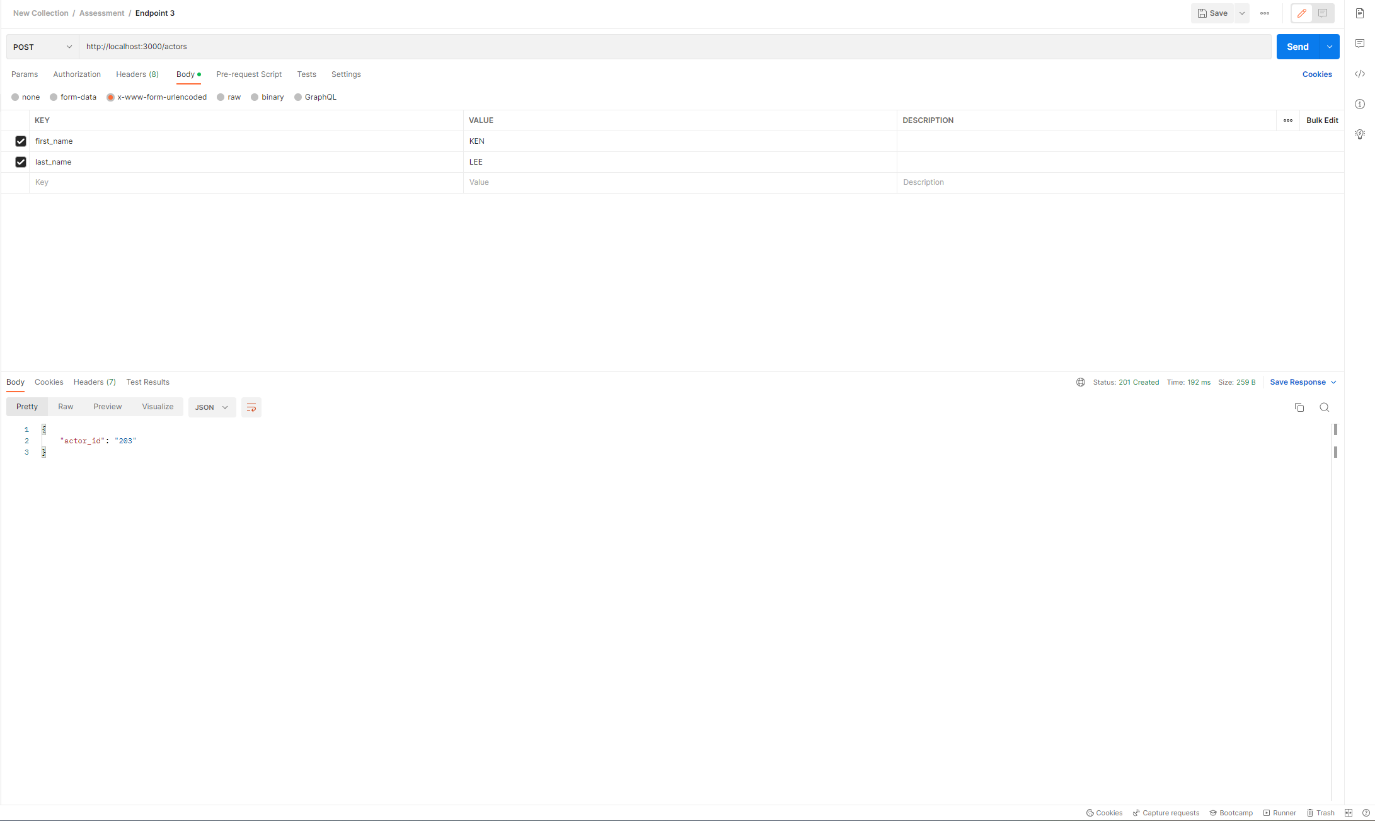 New Collection / Assessment / Endpoint 3
Save
POST http://localhost:3000/actors Send
Params Authorization Headers (8) Body Pre-request Script Tests Settings Cookies
none form-data x-www-form-urlencoded raw binary GraphQL
KEY VALUE DESCRIPTION Bulk Edit
first_name KEN
last_name LEE
Key Value Description
Body Cookies Headers (7) Test Results Status: 201 Created Time: 192 ms Size: 259 B Save Response
Pretty Raw Preview Visualize JSON
1 {
2 "actor_id": "203"
3 }
Cookies Capture requests Bootcamp Runner Trash